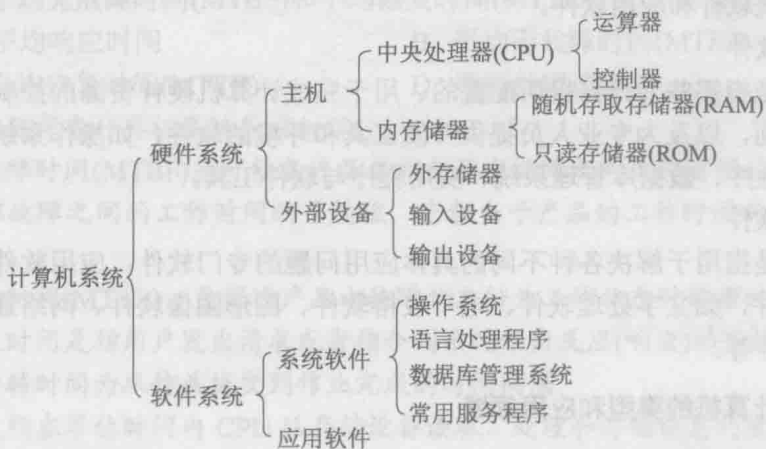 运算器
中央处理器(CPU)
控制器
主机
随机存取存储器(RAM)
内存储器
只读存储器(ROM)
硬件系统
外存储器
外部设备
输入设备
输出设备
计算机系统
操作系统
语言处理程序
系统软件
数据库管理系统
软件系统
常用服务程序
应用软件